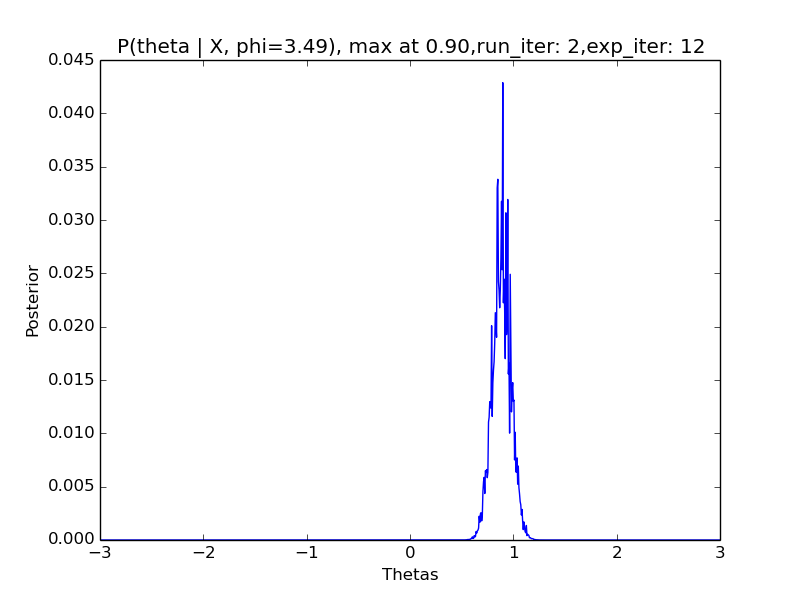 P(theta | X, phi=3.49), max at 0.90,run_iter: 2,exp_iter: 12
0.045
0.040
0.035
0.030
0.025
0.020
0.015
0.010
0.005
0.000
Posterior
−3 −2 −1 0 1 2 3
Thetas